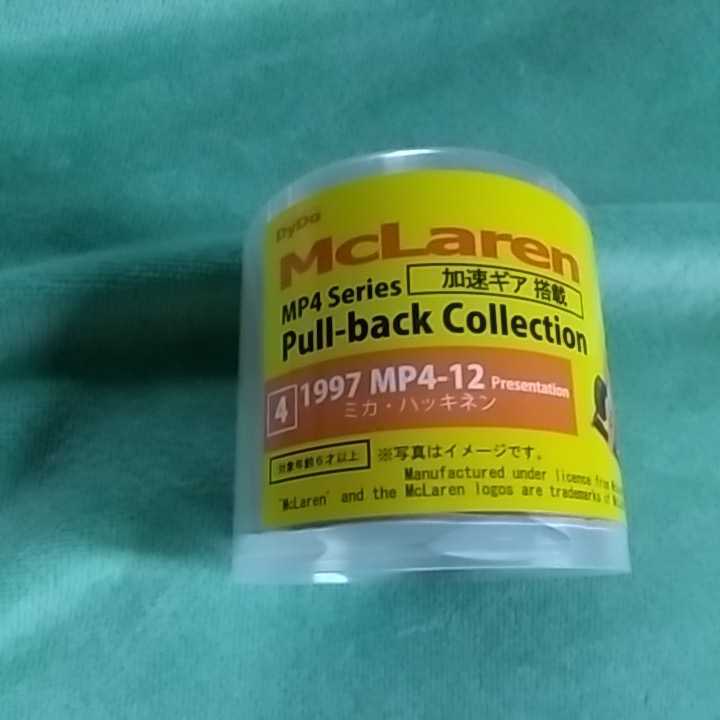 DyDo
McLaren
MP4 Series 加速ギア 搭載
Pull-back Collection
4 1997 MP4-12 Presentation
ミカ・ハッキネン
対象年齢6才以上 ※写真はイメージです。
Manufactured under licence from
"McLaren" and the McLaren logos are trademarks of